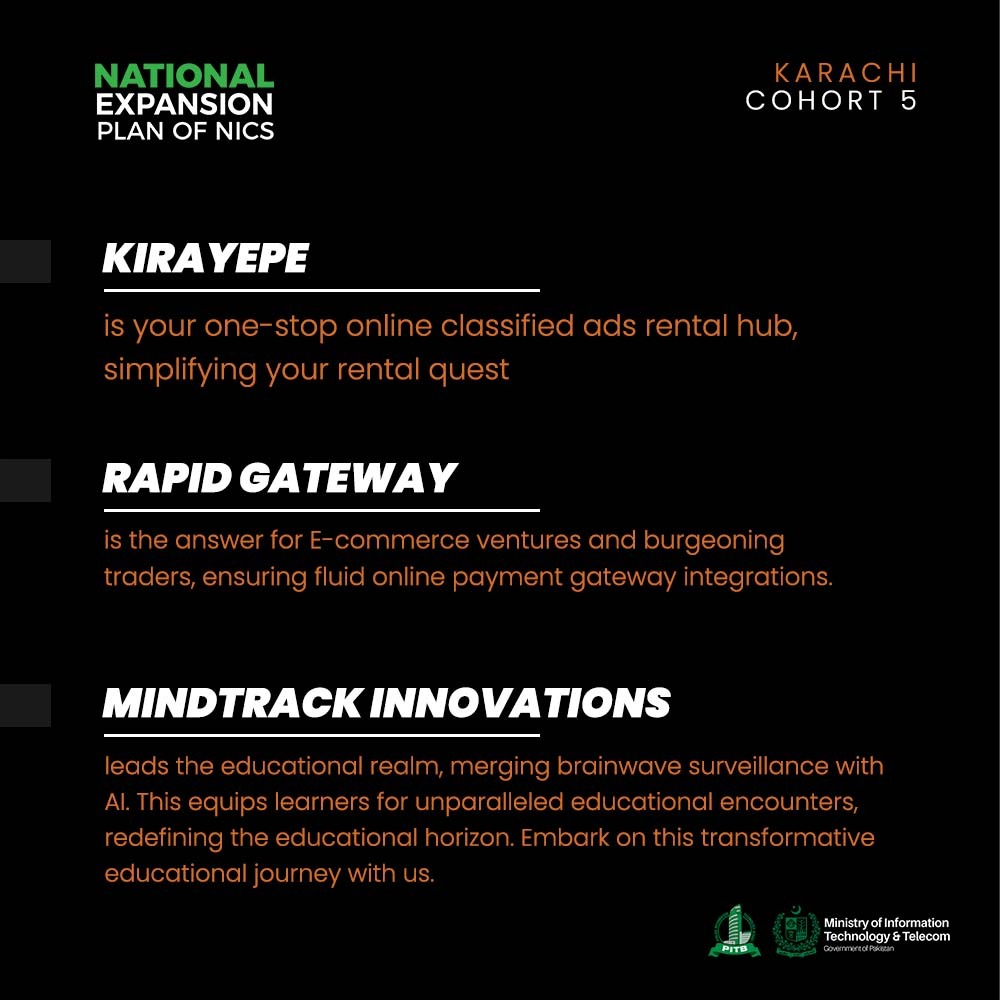 NATIONAL
EXPANSION
PLAN OF NICS
KARACHI
COHORT 5
KIRAYEPE
is your one-stop online classified ads rental hub,
simplifying your rental quest
RAPID GATEWAY
is the answer for E-commerce ventures and burgeoning
traders, ensuring fluid online payment gateway integrations.
MINDTRACK INNOVATIONS
leads the educational realm, merging brainwave surveillance with
AI. This equips learners for unparalleled educational encounters,
redefining the educational horizon. Embark on this transformative
educational journey with us.
PITB
Ministry of Information
Technology & Telecom
Government of Pakistan